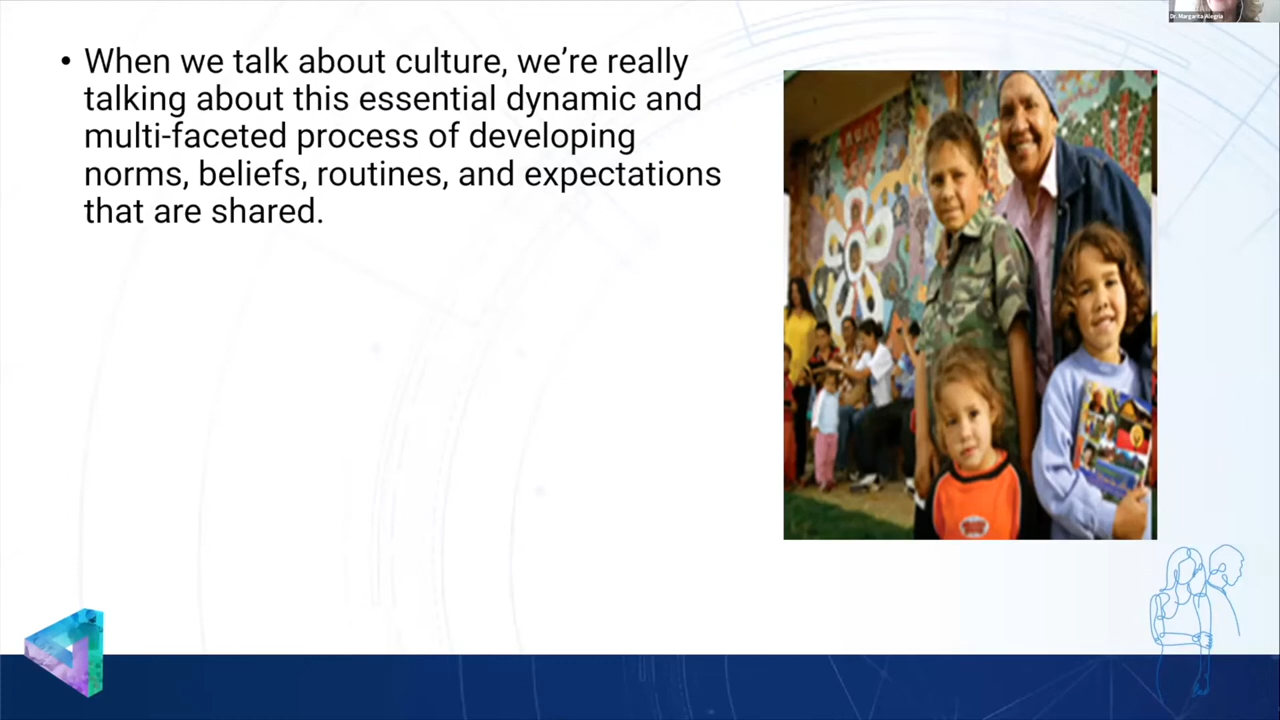 Dr. Margarita Alegria
• When we talk about culture, we’re really
talking about this essential dynamic and
multi-faceted process of developing
norms, beliefs, routines, and expectations
that are shared.